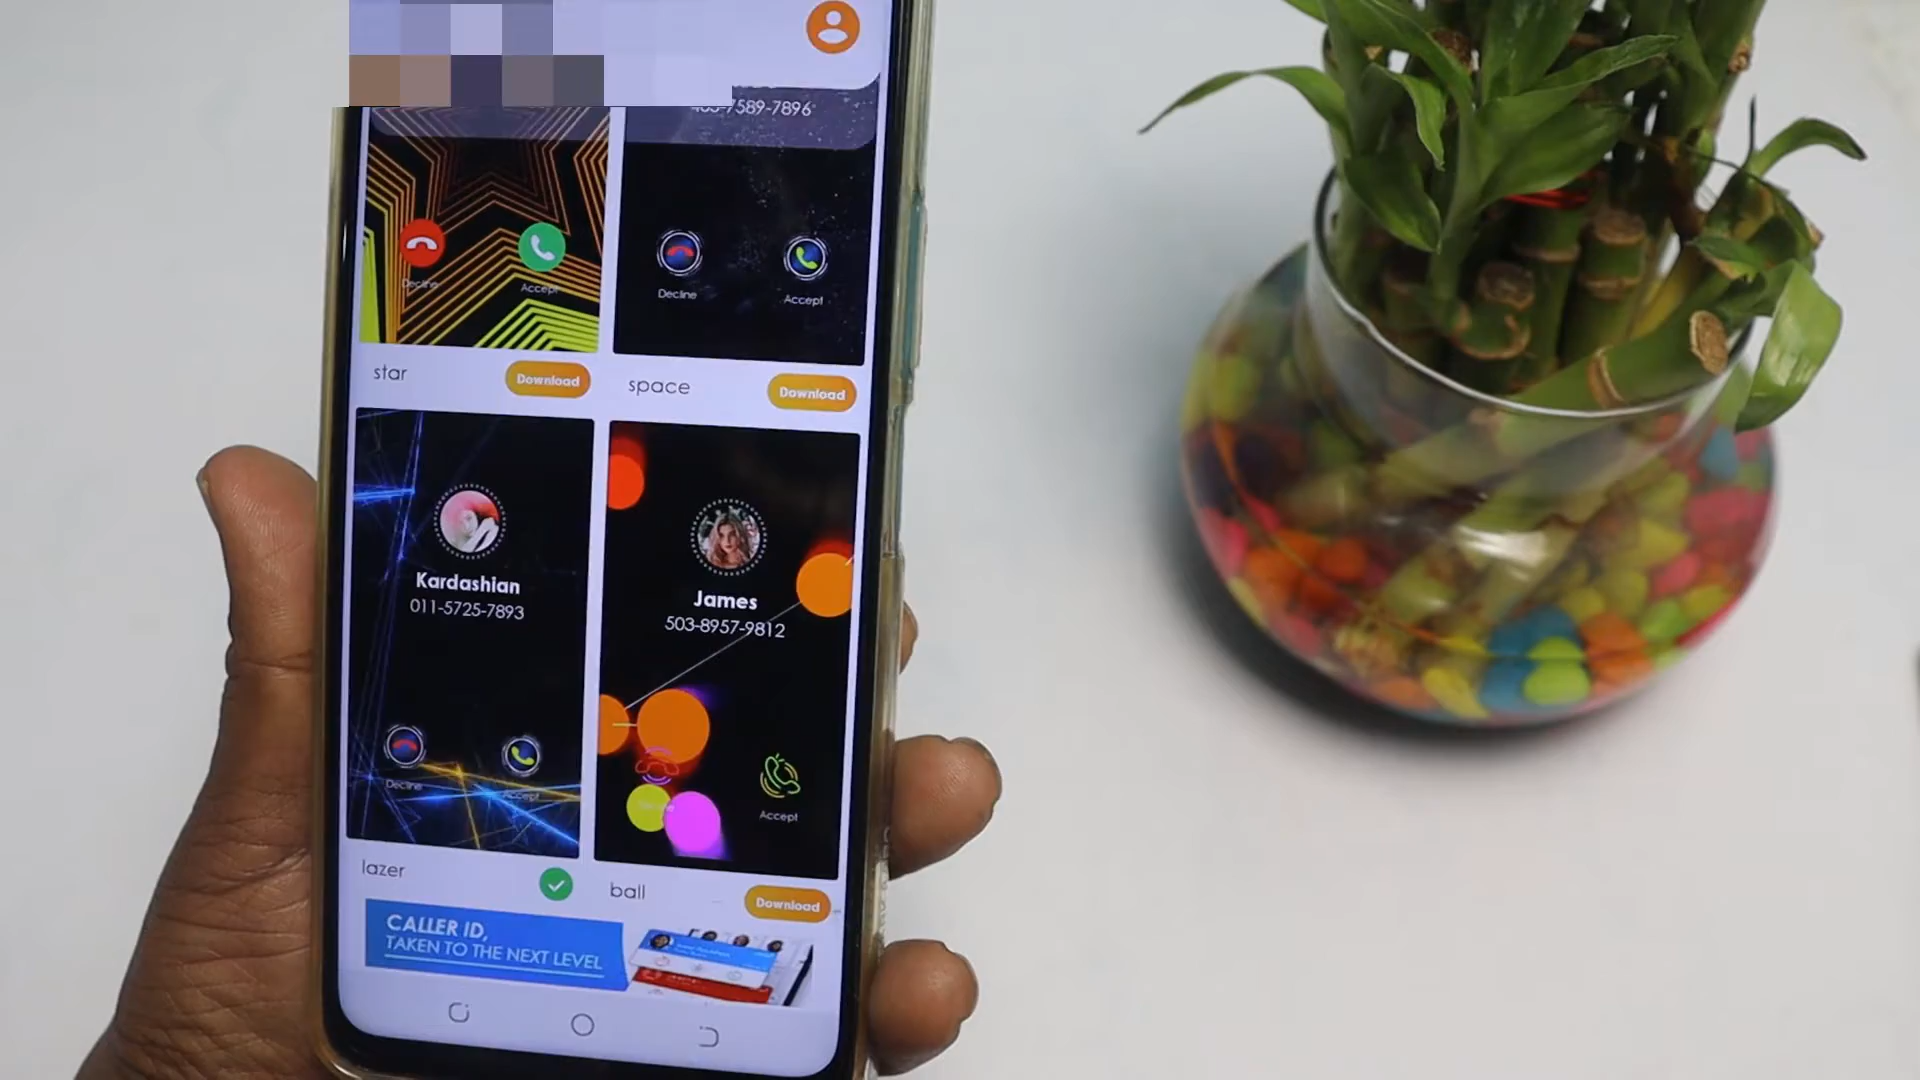 7589-7896
Decline
Accept
Decline
Accept
star
Download
space
Download
Kardashian
011-5725-7893
James
503-8957-9812
Decline
Accept
Accept
lazer
ball
Download
CALLER ID,
TAKEN TO THE NEXT LEVEL